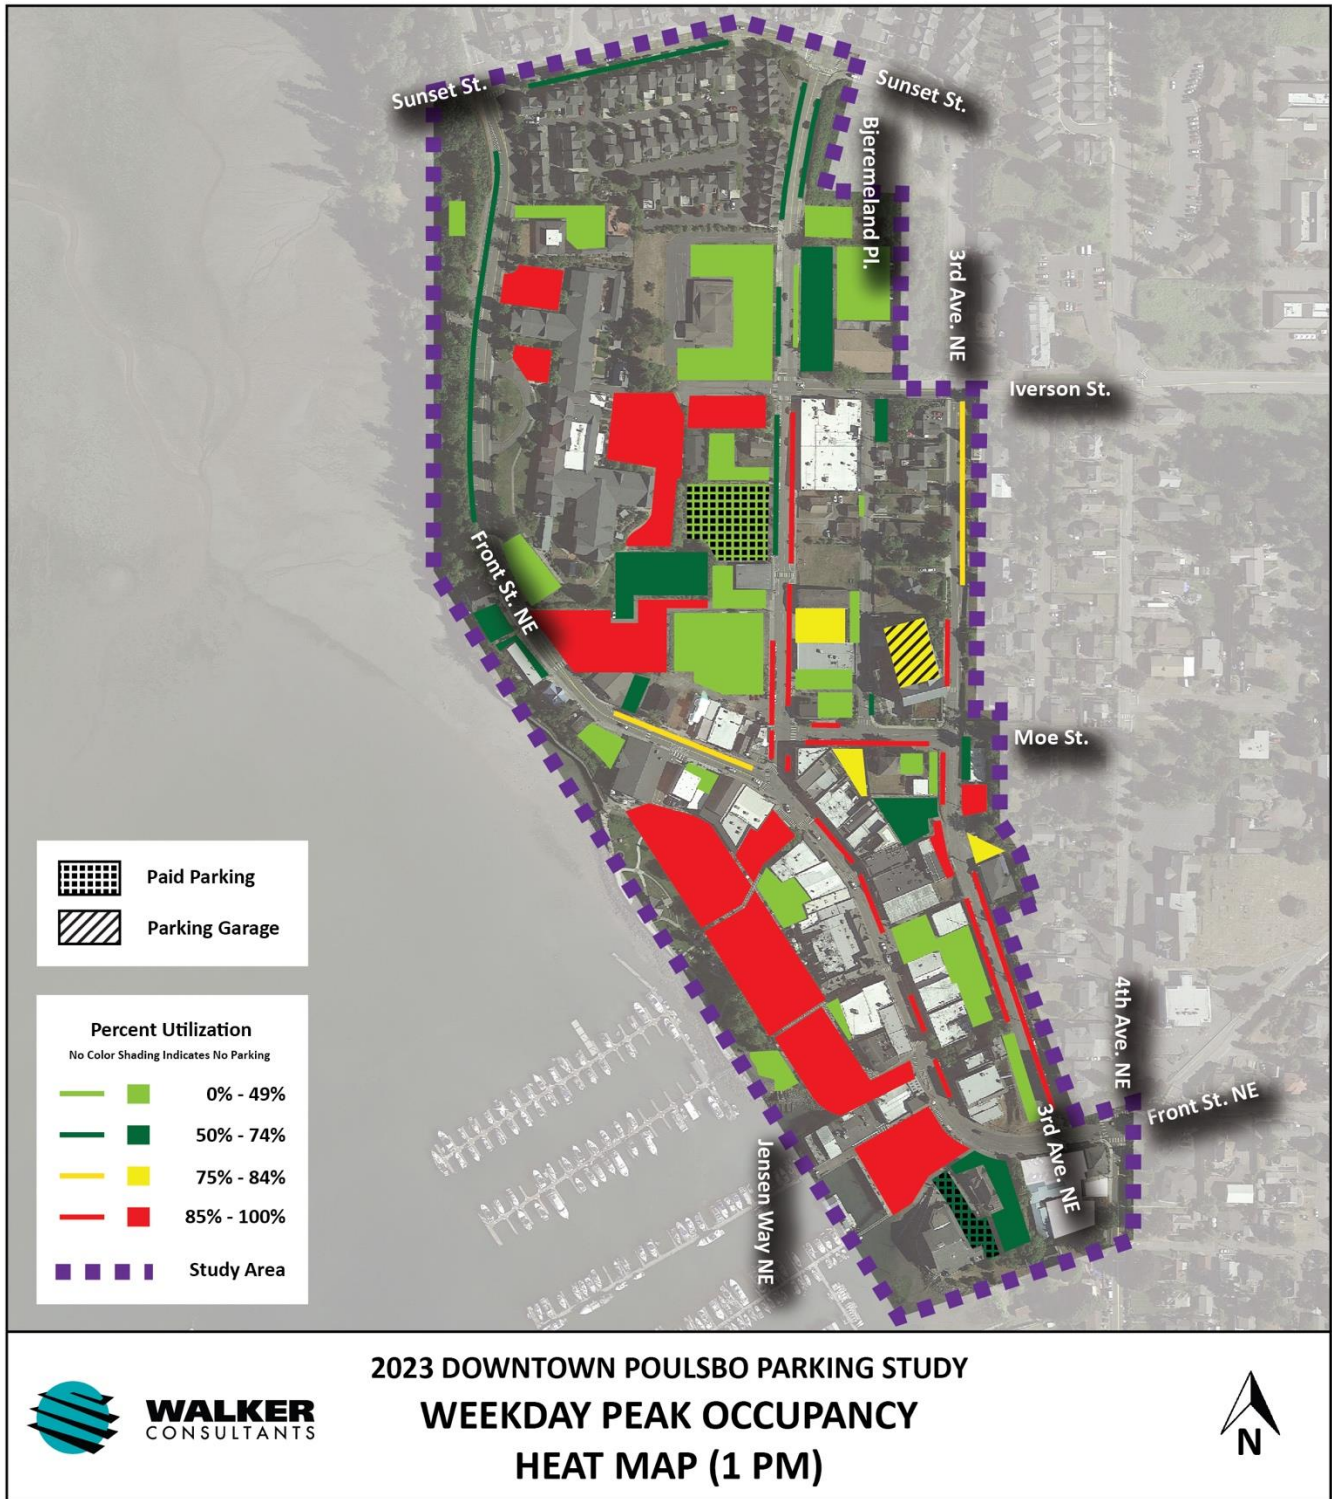 Sunset St.
Sunset St.
Bjeremeland Pl.
3rd Ave. NE
Iverson St.
Front St. NE
Moe St.
4th Ave. NE
Front St. NE
3rd Ave. NE
Jensen Way NE
Paid Parking
Parking Garage
Percent Utilization
No Color Shading Indicates No Parking
0% - 49%
50% - 74%
75% - 84%
85% - 100%
Study Area
WALKER
CONSULTANTS
2023 DOWNTOWN POULSBO PARKING STUDY
WEEKDAY PEAK OCCUPANCY
HEAT MAP (1 PM)
N